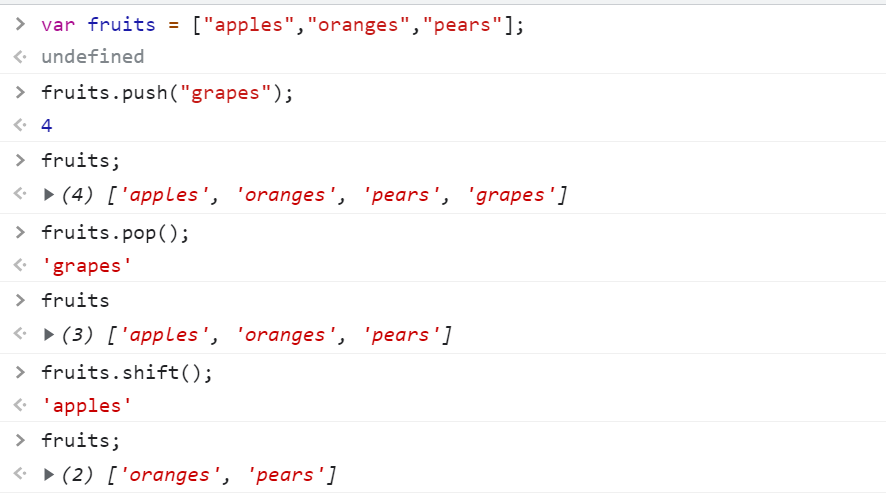 > var fruits = ["apples","oranges","pears"];
<· undefined
> fruits.push("grapes");
<· 4
> fruits;
<· ▶(4) ['apples', 'oranges', 'pears', 'grapes']
> fruits.pop();
<· 'grapes'
> fruits
<· ▶(3) ['apples', 'oranges', 'pears']
> fruits.shift();
<· 'apples'
> fruits;
<· ▶(2) ['oranges', 'pears']